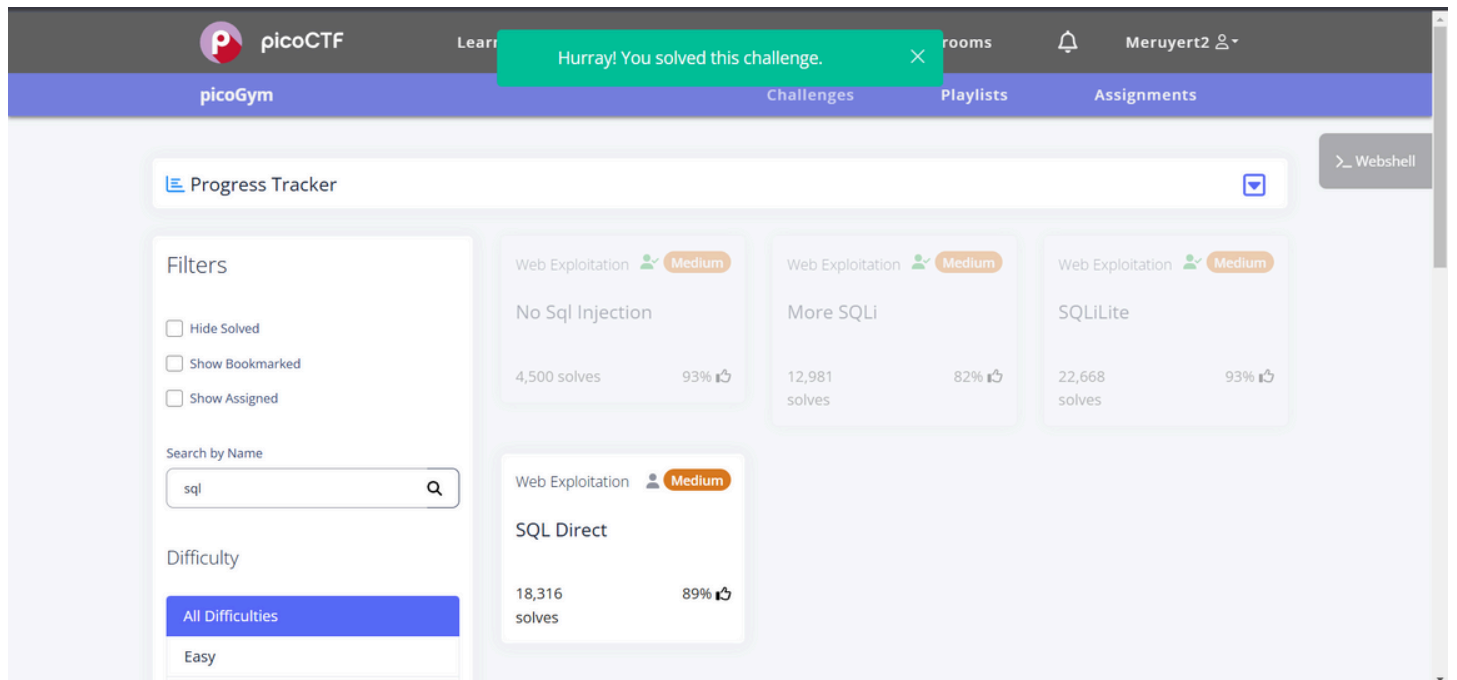 picoCTF
Learn
rooms
Meruyert2
Hurray! You solved this challenge.
picoGym
Challenges
Playlists
Assignments
>_ Webshell
Progress Tracker
Filters
Hide Solved
Show Bookmarked
Show Assigned
Search by Name
sql
Difficulty
All Difficulties
Easy
Web Exploitation Medium
No Sql Injection
4,500 solves 93%
Web Exploitation Medium
More SQLi
12,981 82%
solves
Web Exploitation Medium
SQLiLite
22,668 93%
solves
Web Exploitation Medium
SQL Direct
18,316 89%
solves